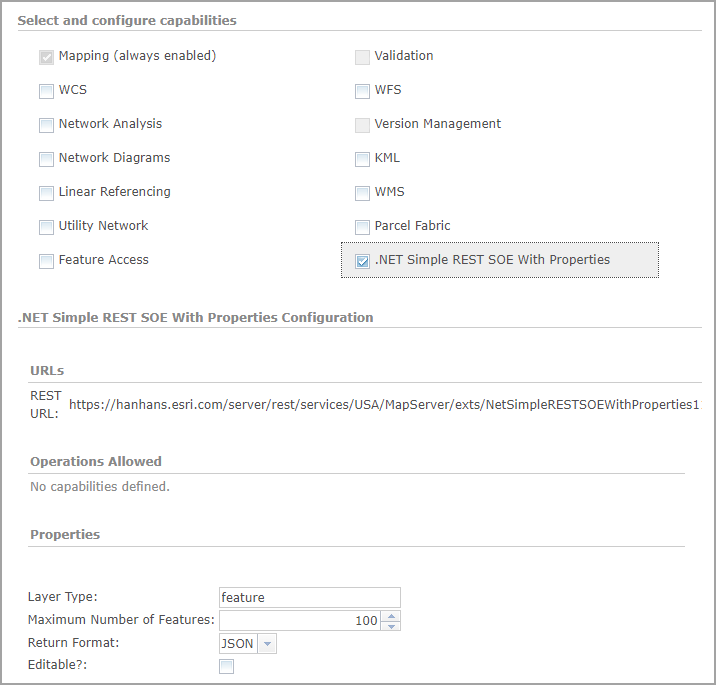 Select and configure capabilities
Mapping (always enabled) Validation
WCS WFS
Network Analysis Version Management
Network Diagrams KML
Linear Referencing WMS
Utility Network Parcel Fabric
Feature Access .NET Simple REST SOE With Properties
.NET Simple REST SOE With Properties Configuration
URLs
REST URL: https://hanhans.esri.com/server/rest/services/USA/MapServer/exts/NetSimpleRESTSOEWithProperties1
Operations Allowed
No capabilities defined.
Properties
Layer Type: feature
Maximum Number of Features: 100
Return Format: JSON
Editable?: